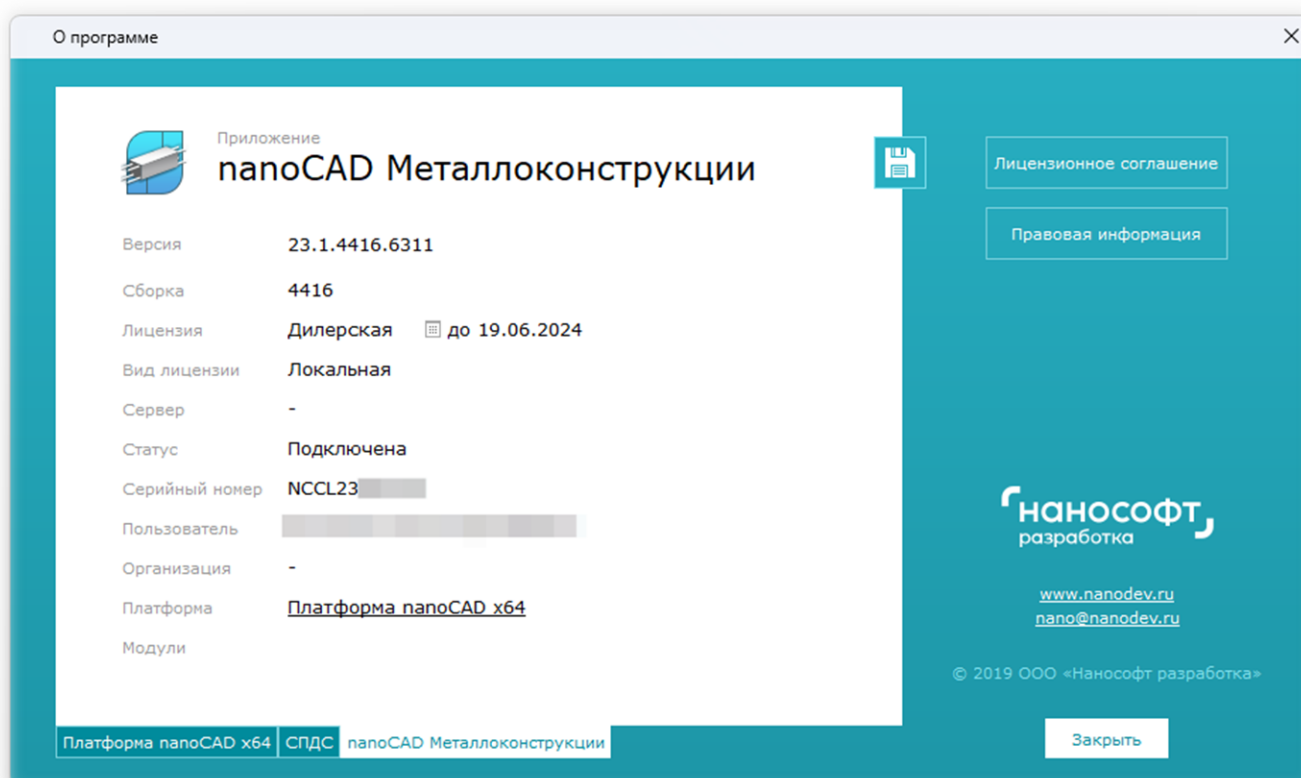 О программе
Приложение
nanoCAD Металлоконструкции
Версия 23.1.4416.6311
Сборка 4416
Лицензия Дилерская до 19.06.2024
Вид лицензии Локальная
Сервер -
Статус Подключена
Серийный номер NCCL23
Пользователь
Организация -
Платформа Платформа nanoCAD x64
Модули
Платформа nanoCAD x64 СПДС nanoCAD Металлоконструкции
Лицензионное соглашение
Правовая информация
нанософт
разработка
www.nanodev.ru
nano@nanodev.ru
© 2019 ООО «Нанософт разработка»
Закрыть